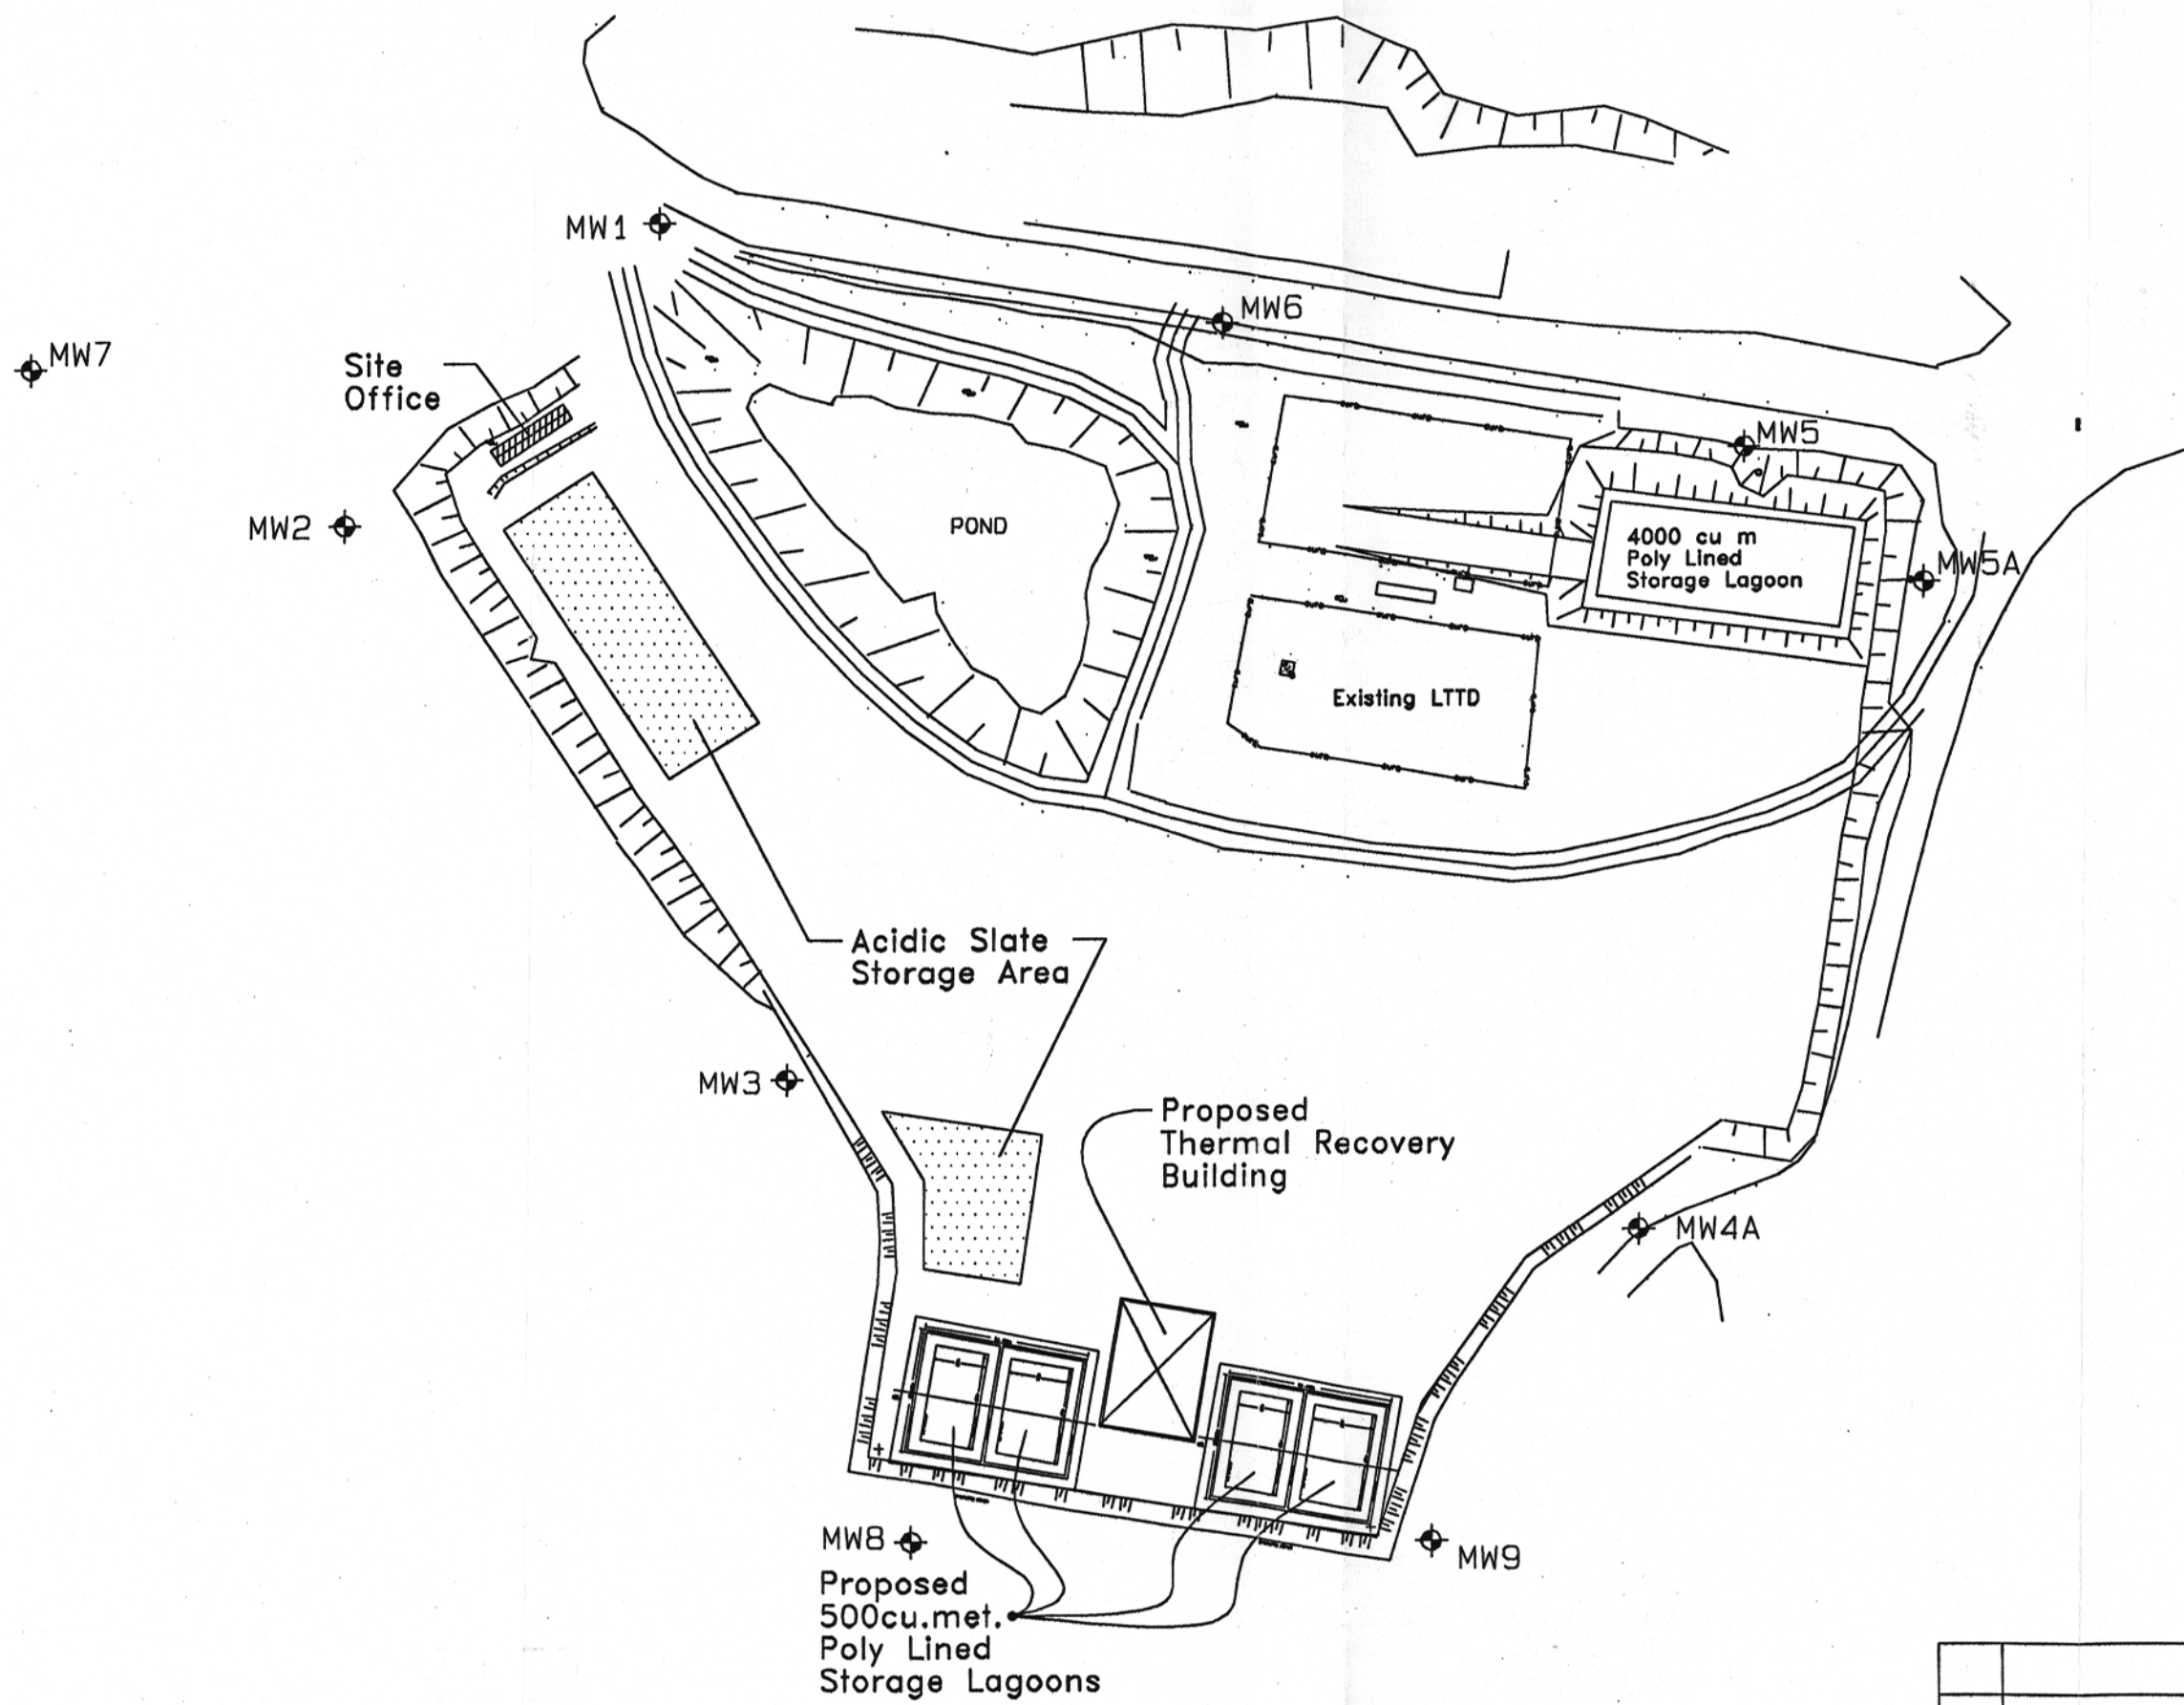 MW1
MW6
MW7
Site
Office
MW5
MW2
POND
4000 cu m
Poly Lined
Storage Lagoon
MW5A
Existing LTTD
Acidic Slate
Storage Area
MW3
Proposed
Thermal Recovery
Building
MW4A
MW8
MW9
Proposed
500cu.met.
Poly Lined
Storage Lagoons